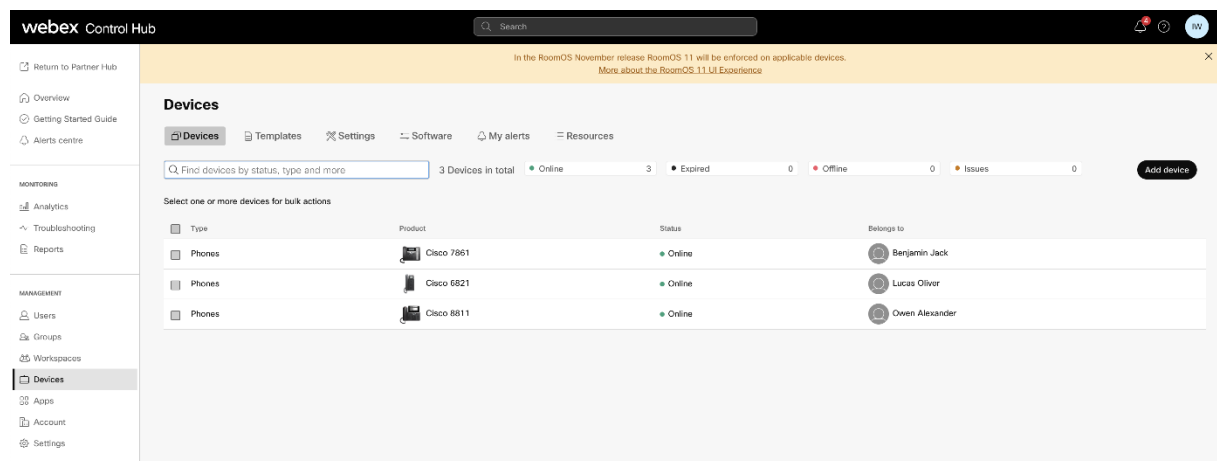 webex Control Hub
Search
4
IW
Return to Partner Hub
Overview
Getting Started Guide
Alerts centre
MONITORING
Analytics
Troubleshooting
Reports
MANAGEMENT
Users
Groups
Workspaces
Devices
Apps
Account
Settings
In the RoomOS November release RoomOS 11 will be enforced on applicable devices.
More about the RoomOS 11 UI Experience
Devices
Devices Templates Settings Software My alerts Resources
Find devices by status, type and more 3 Devices in total Online 3 Expired 0 Offline 0 Issues 0 Add device
Select one or more devices for bulk actions
Type Product Status Belongs to
Phones Cisco 7861 Online Benjamin Jack
Phones Cisco 6821 Online Lucas Oliver
Phones Cisco 8811 Online Owen Alexander